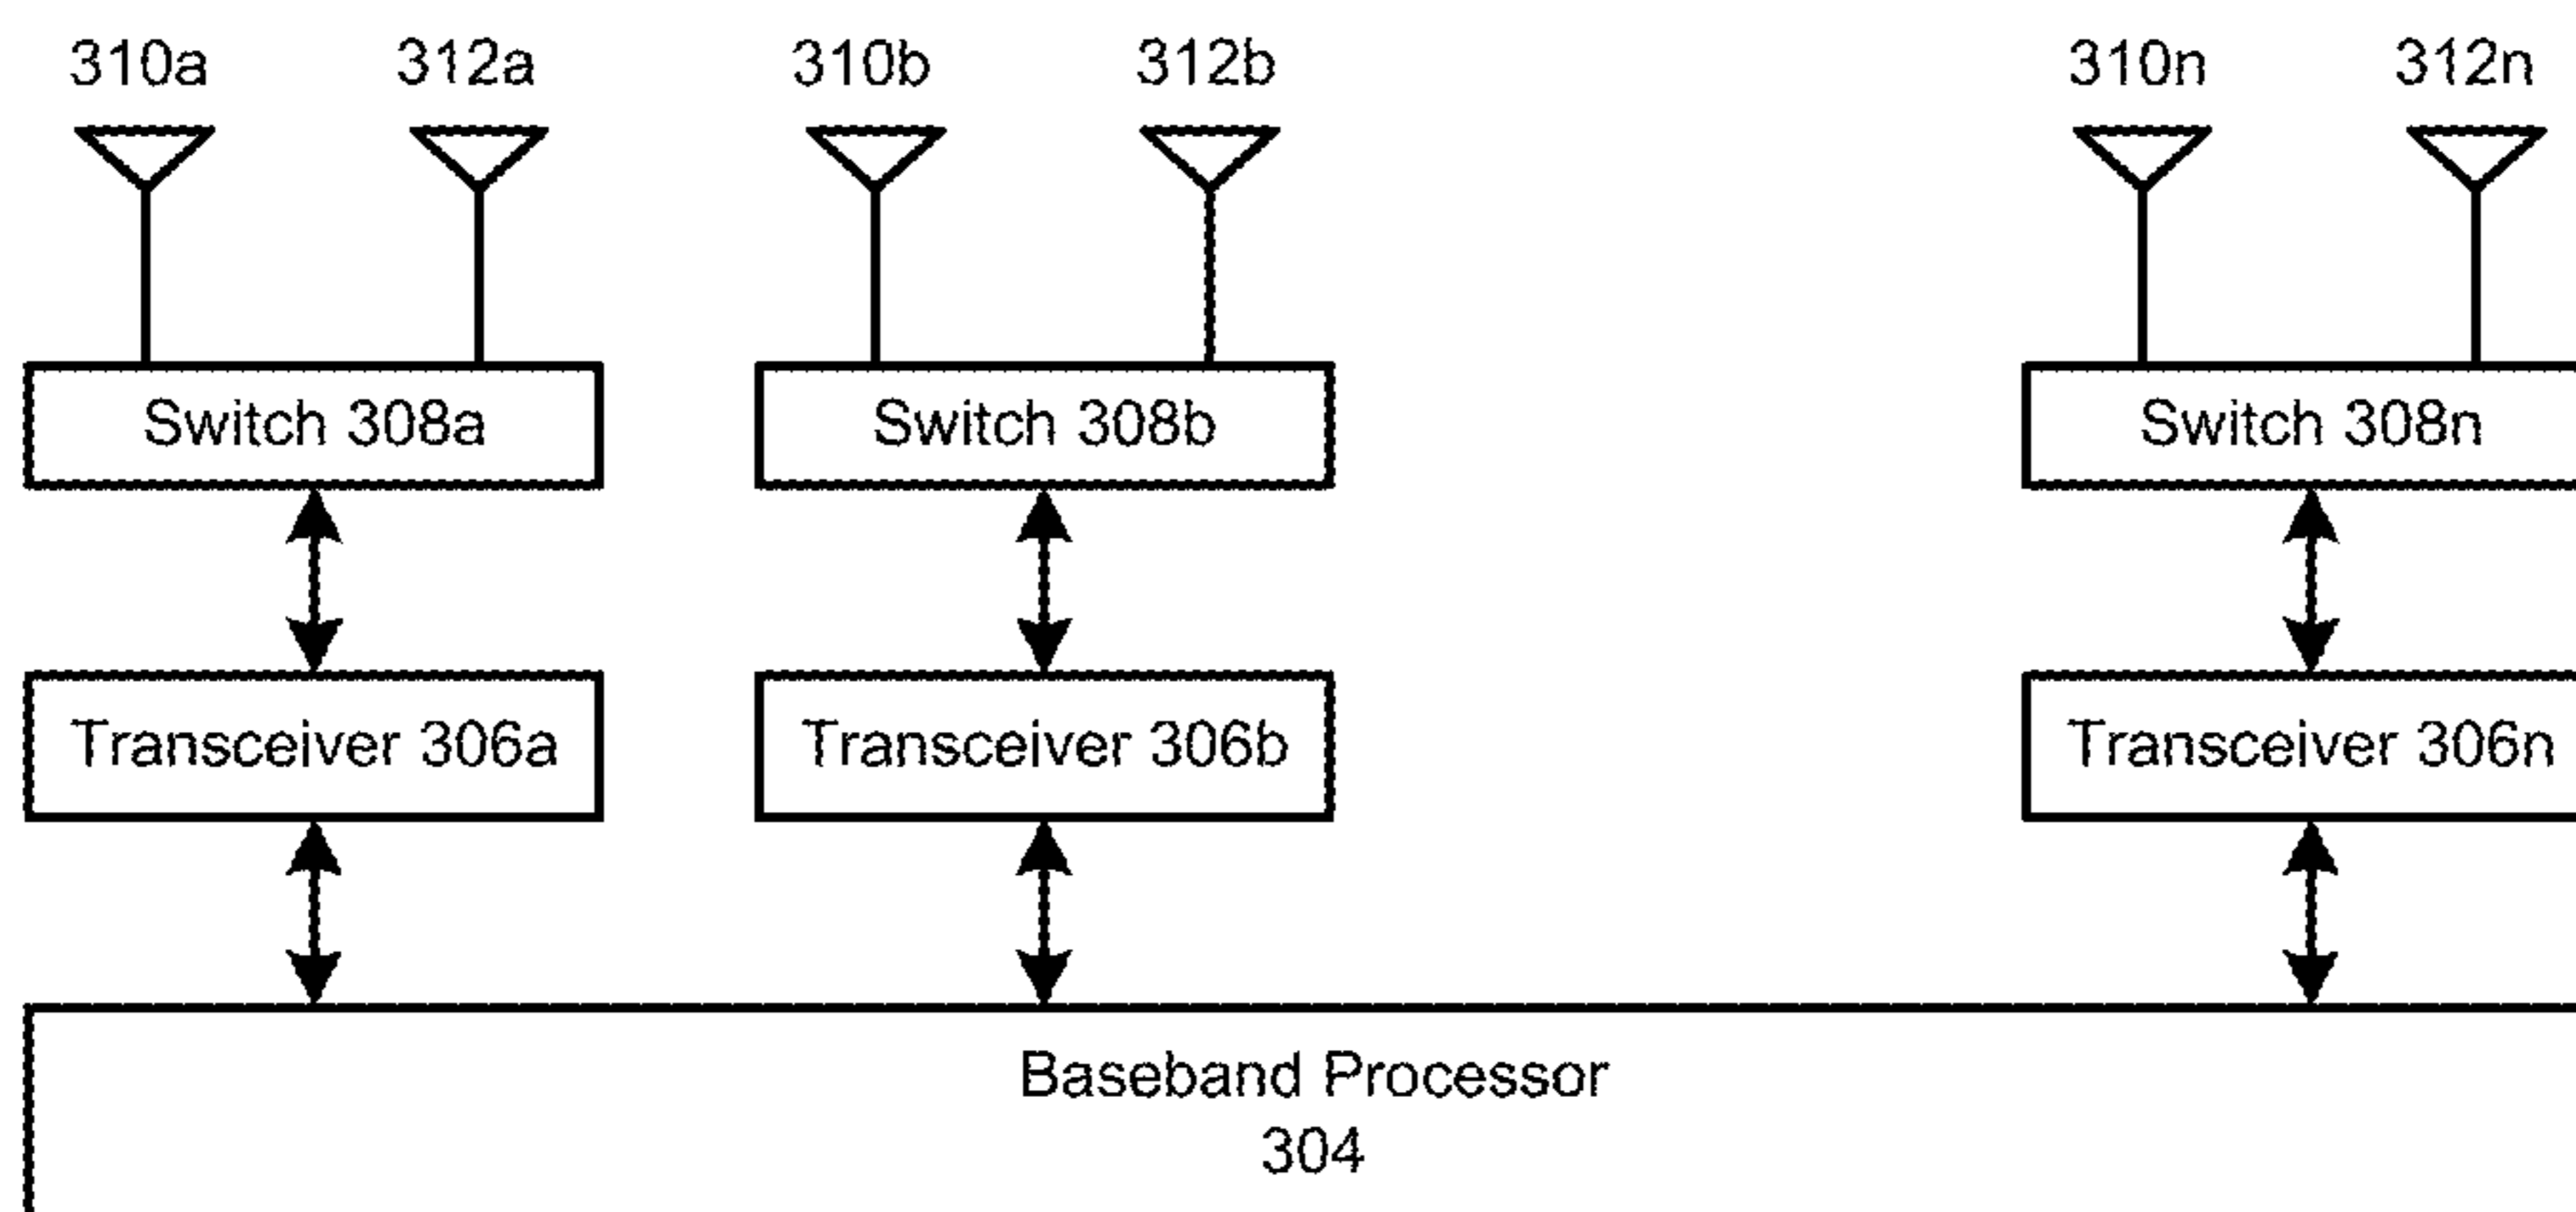 310a 312a 310b 312b 310n 312n
Switch 308a Switch 308b Switch 308n
Transceiver 306a Transceiver 306b Transceiver 306n
Baseband Processor
304